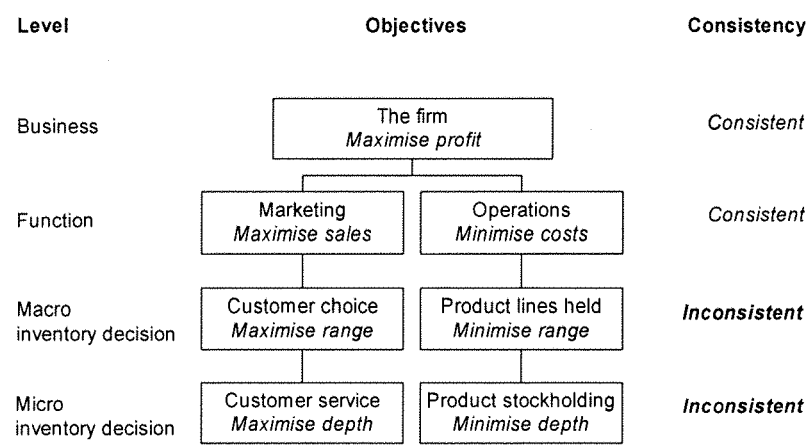 Level Objectives Consistency
Business The firm Consistent
Maximise profit
Function Marketing Operations Consistent
Maximise sales Minimise costs
Macro Customer choice Product lines held Inconsistent
inventory decision Maximise range Minimise range
Micro Customer service Product stockholding Inconsistent
inventory decision Maximise depth Minimise depth